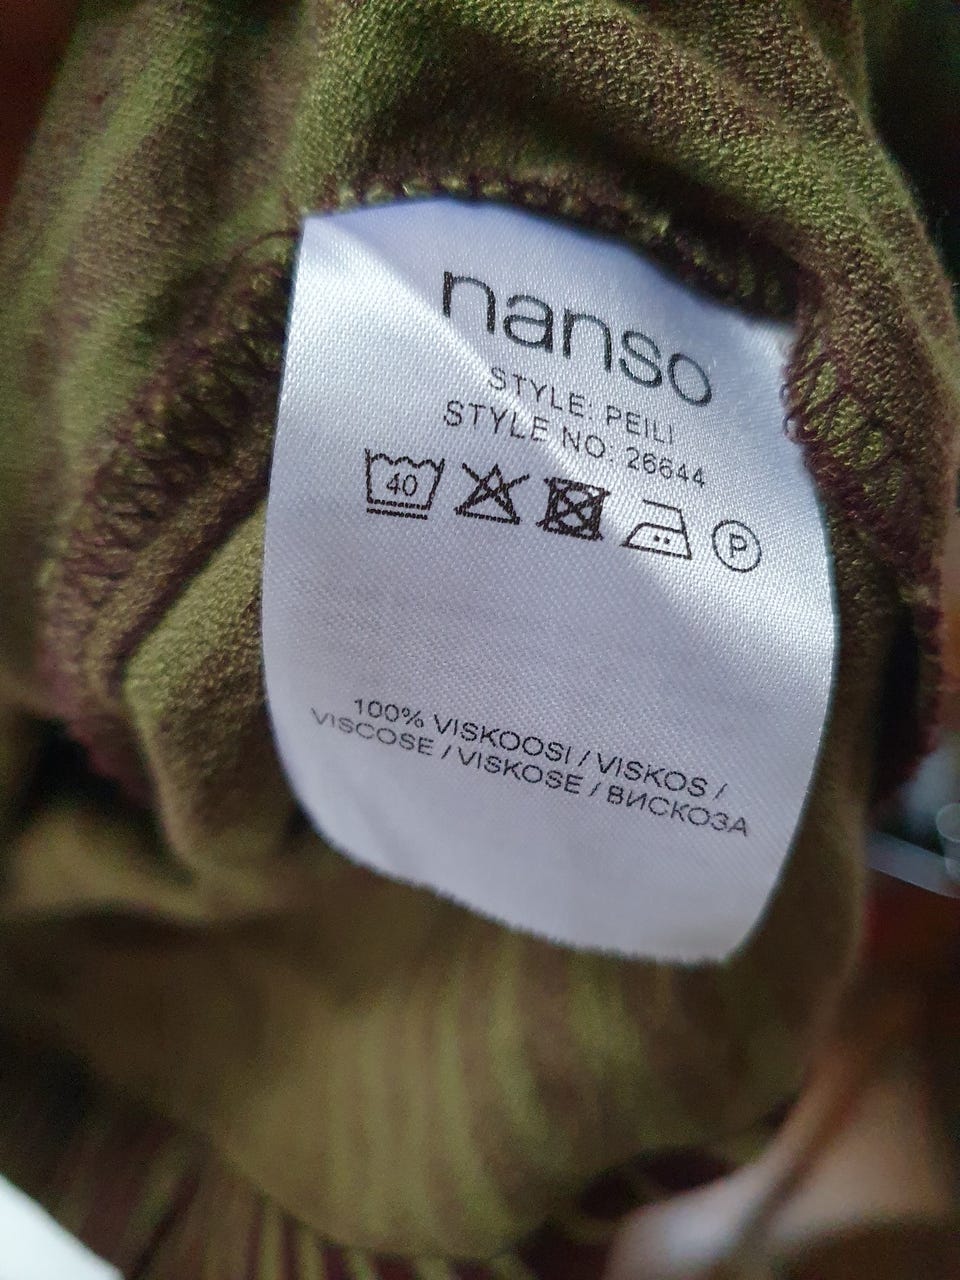 nanso
STYLE: PEILI
STYLE NO: 26644
40 P
100% VISKOOSI / VISKOS /
VISCOSE / VISKOSE / ВИСКОЗА